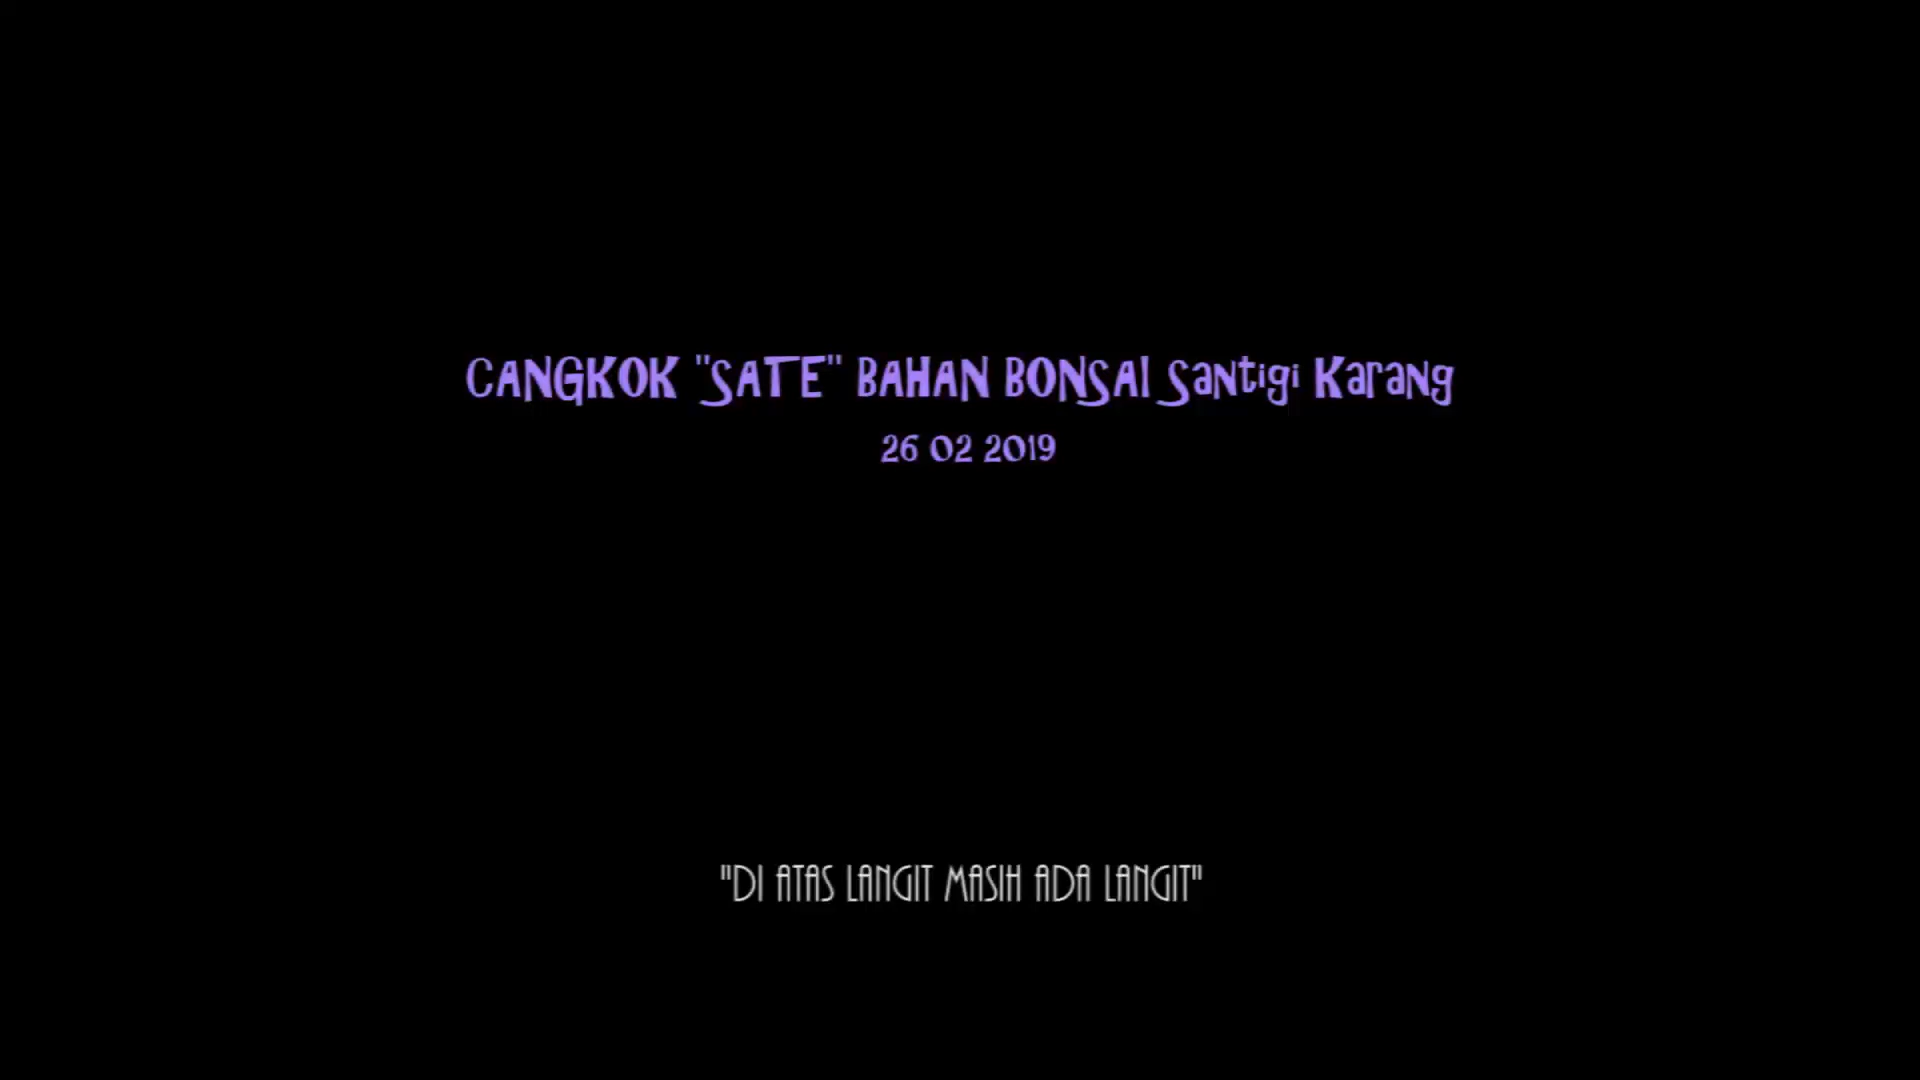 CANGKOK "SATE" BAHAN BONSAI Santigi Karang
26 02 2019
"DI ATAS LANGIT MASIH ADA LANGIT"